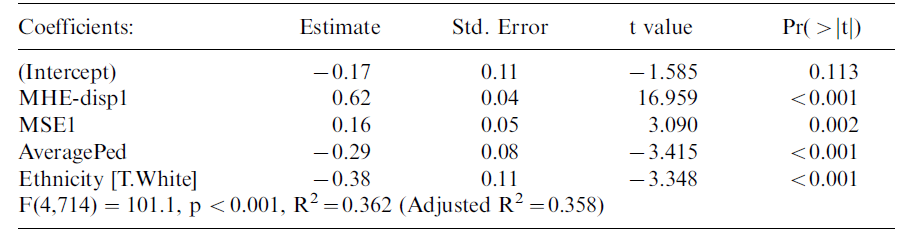 Coefficients: Estimate Std. Error t value Pr( >|t|)
(Intercept) −0.17 0.11 −1.585 0.113
MHE-disp1 0.62 0.04 16.959 <0.001
MSE1 0.16 0.05 3.090 0.002
AveragePed −0.29 0.08 −3.415 <0.001
Ethnicity [T.White] −0.38 0.11 −3.348 <0.001
F(4,714) = 101.1, p <0.001, R² =0.362 (Adjusted R² =0.358)